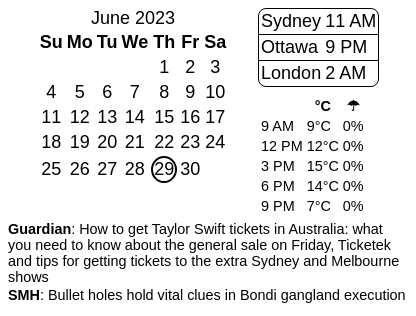 June 2023
Su Mo Tu We Th Fr Sa
1 2 3
4 5 6 7 8 9 10
11 12 13 14 15 16 17
18 19 20 21 22 23 24
25 26 27 28 29 30
Sydney 11 AM
Ottawa 9 PM
London 2 AM
°C ☂
9 AM 9°C 0%
12 PM 12°C 0%
3 PM 15°C 0%
6 PM 14°C 0%
9 PM 7°C 0%
Guardian: How to get Taylor Swift tickets in Australia: what
you need to know about the general sale on Friday, Ticketek
and tips for getting tickets to the extra Sydney and Melbourne
shows
SMH: Bullet holes hold vital clues in Bondi gangland execution